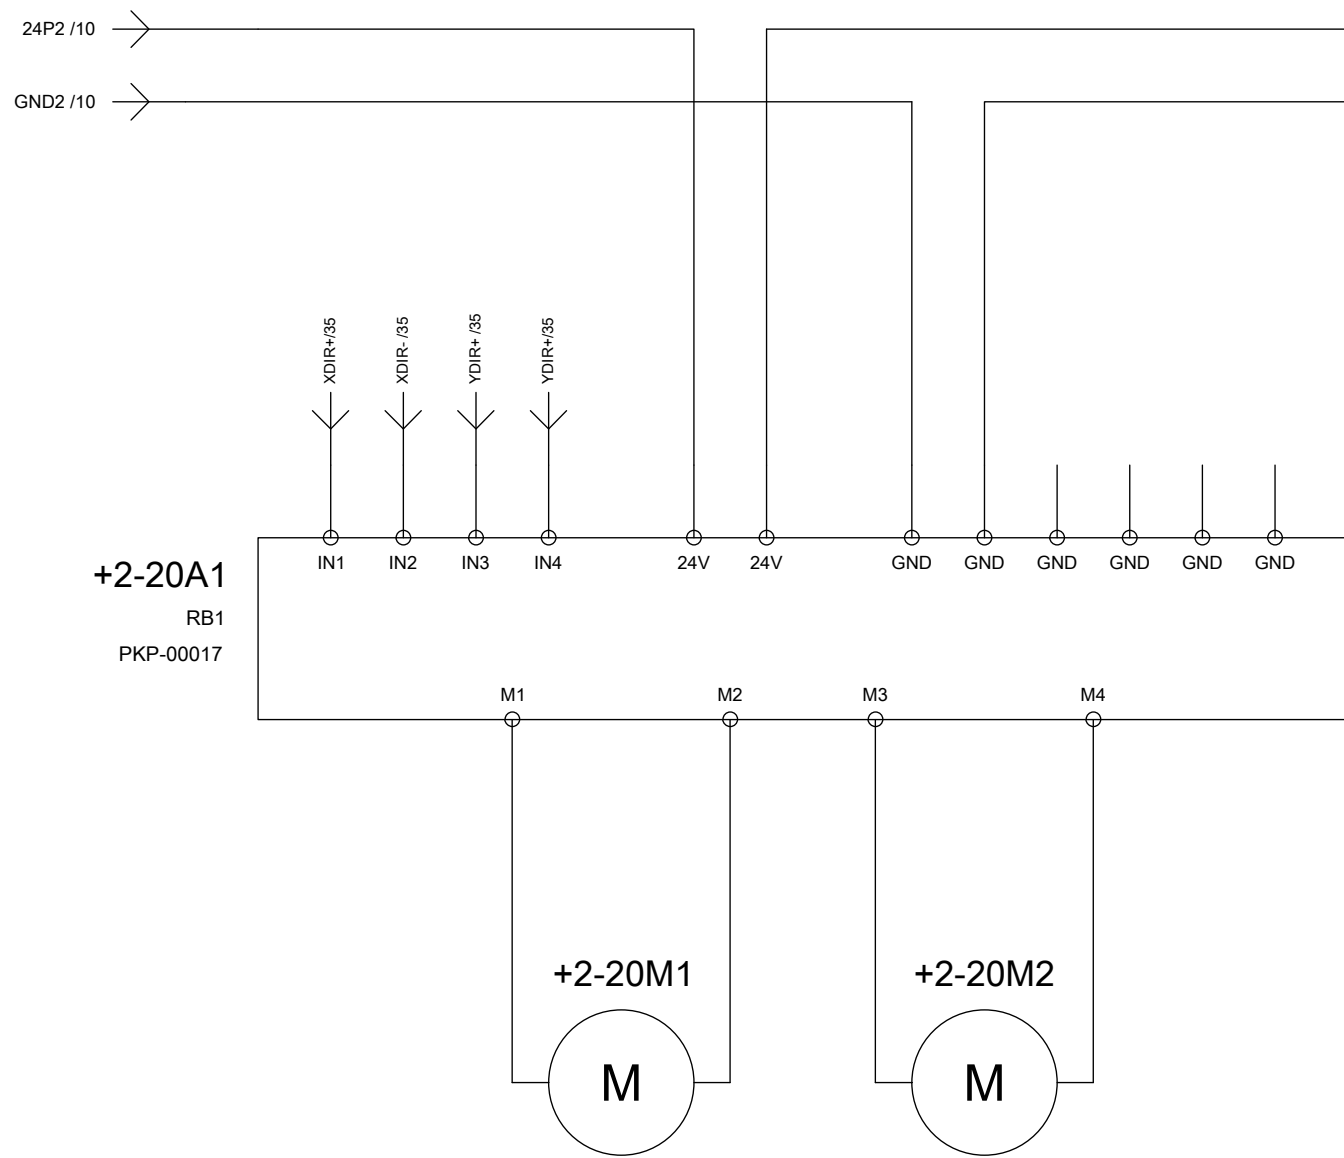 24P2 /10
GND2 /10
XDIR+/35
XDIR- /35
YDIR+ /35
YDIR+/35
IN1 IN2 IN3 IN4 24V 24V GND GND GND GND GND GND
+2-20A1
RB1
PKP-00017
M1 M2 M3 M4
+2-20M1 +2-20M2
M M